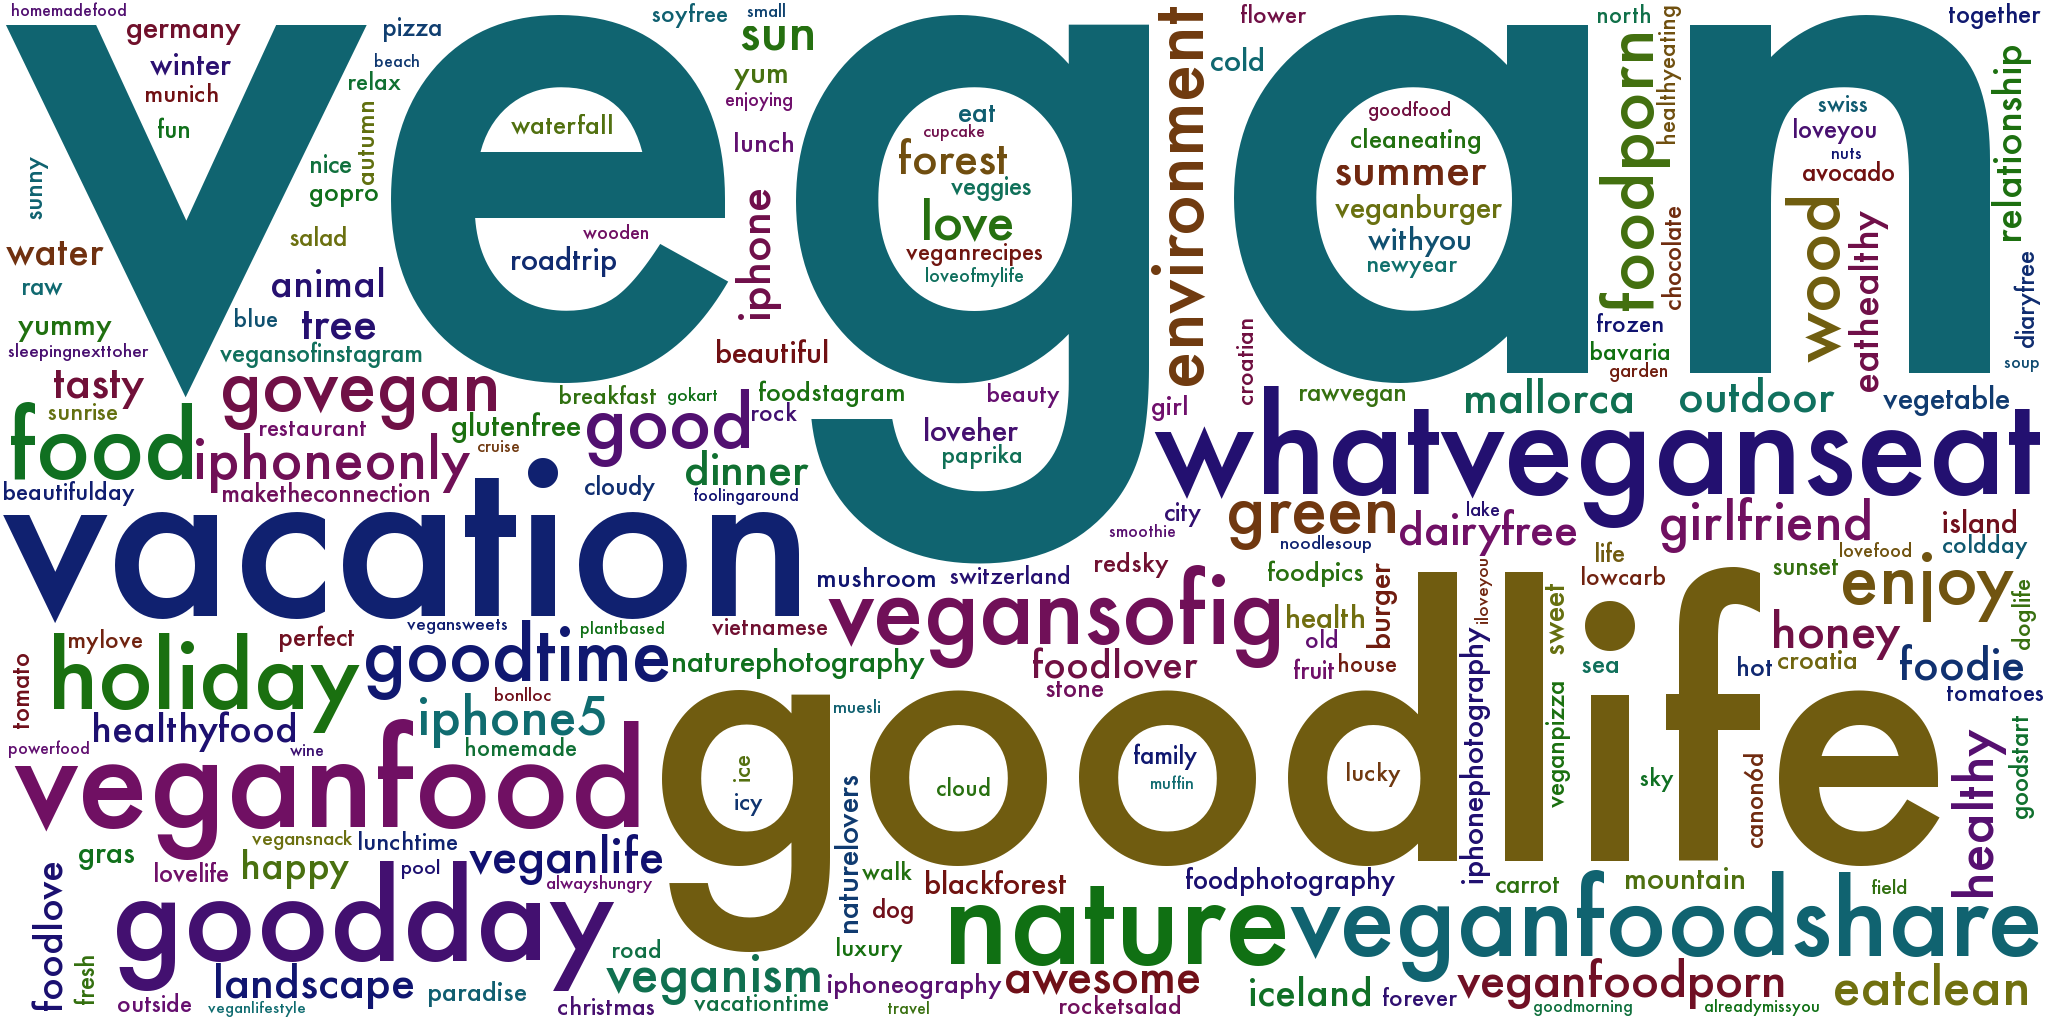 homemadefood
germany
pizza
soyfree
small
flower
north
together
winter
beach
sun
environment
cold
foodporn
healthyeating
relationship
munich
relax
yum
enjoying
vegan
fun
autumn
waterfall
lunch
eat
cupcake
goodfood
cleaneating
swiss
loveyou
nuts
avocado
sunny
nice
gopro
forest
veggies
love
veganrecipes
loveofmylife
summer
veganburger
withyou
newyear
wood
eathealthy
water
salad
wooden
roadtrip
iphone
chocolate
diaryfree
raw
animal
blue
tree
yummy
sleepingnexttoher
vegansofinstagram
beautiful
croatian
frozen
bavaria
garden
soup
tasty
govegan
breakfast
gokart
foodstagram
beauty
girl
rawvegan
mallorca
outdoor
vegetable
sunrise
food
restaurant
glutenfree
good
rock
loveher
paprika
whatveganseat
iphoneonly
cruise
dinner
cloudy
beautifulday
maketheconnection
foolingaround
city
green
lake
dairyfree
girlfriend
island
vacation
smoothie
noodlesoup
coldday
redsky
life
lovefood
mushroom
switzerland
foodpics
lowcarb
sunset
enjoy
vegansofig
health
burger
iloveyou
sweet
doglife
vegansweets
plantbased
vietnamese
mylove
perfect
holiday
goodtime
naturephotography
foodlover
old
fruit
house
honey
tomato
stone
sea
hot
croatia
foodie
tomatoes
bonlloc
iphone5
healthyfood
homemade
muesli
iphonephotography
veganpizza
goodlife
powerfood
wine
veganfood
ice
icy
cloud
family
muffin
lucky
sky
canon6d
healthy
goodstart
naturelovers
vegansnack
lunchtime
gras
happy
veganlife
lovelife
pool
alwayshungry
walk
blackforest
foodphotography
carrot
mountain
field
foodlove
goodday
dog
nature
veganfoodshare
luxury
road
fresh
landscape
paradise
veganism
iphoneography
awesome
iceland
forever
veganfoodporn
eatclean
outside
veganlifestyle
christmas
vacationtime
travel
rocketsalad
goodmorning
alreadymissyou